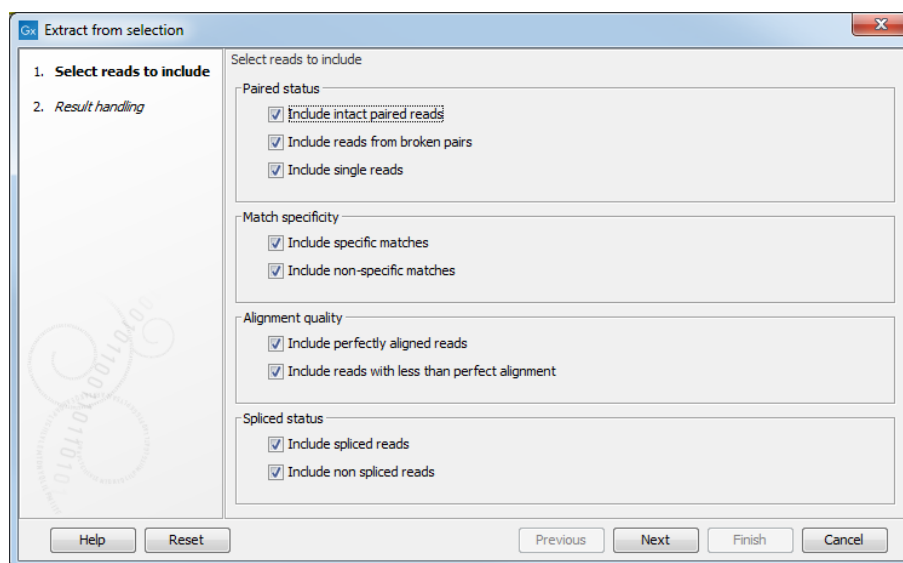 Gx Extract from selection
1. Select reads to include
2. Result handling
Select reads to include
Paired status
Include intact paired reads
Include reads from broken pairs
Include single reads
Match specificity
Include specific matches
Include non-specific matches
Alignment quality
Include perfectly aligned reads
Include reads with less than perfect alignment
Spliced status
Include spliced reads
Include non spliced reads
Help Reset Previous Next Finish Cancel